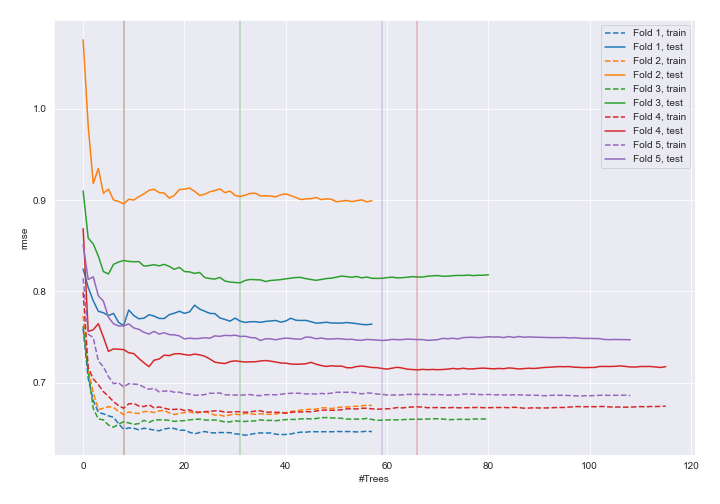 Fold 1, train
Fold 1, test
Fold 2, train
Fold 2, test
Fold 3, train
Fold 3, test
Fold 4, train
Fold 4, test
Fold 5, train
Fold 5, test
1.0
0.9
0.8
0.7
rmse
0 20 40 60 80 100 120
#Trees